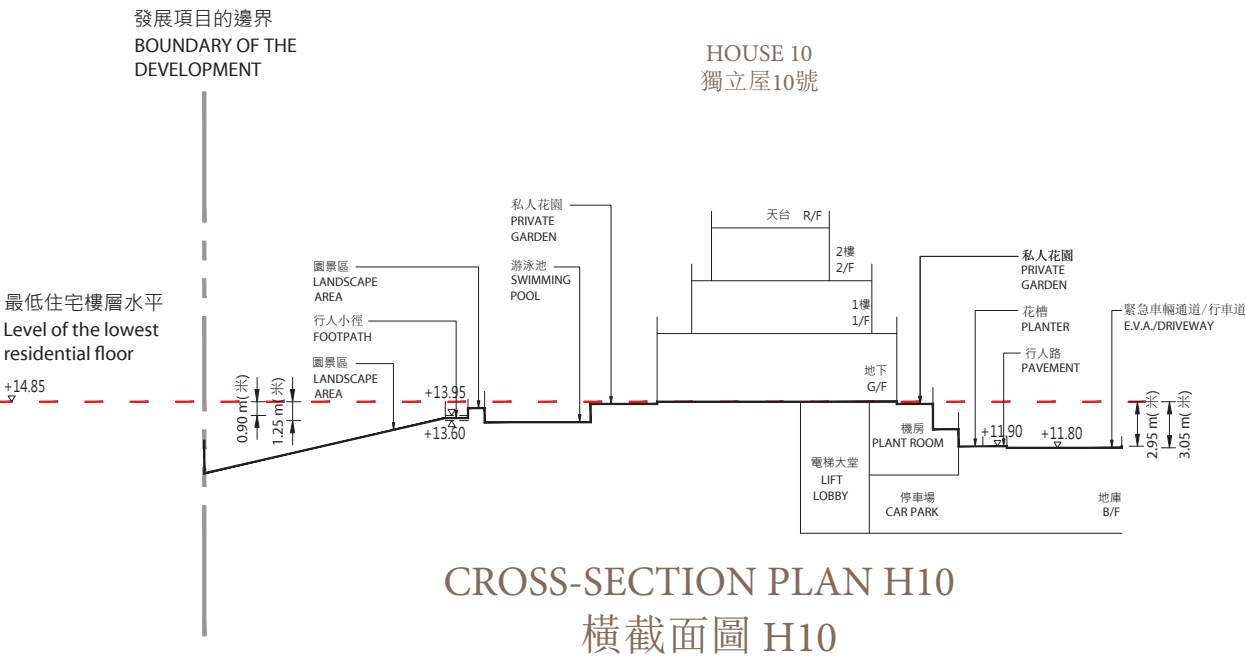 發展項目的邊界
BOUNDARY OF THE
DEVELOPMENT
HOUSE 10
獨立屋10號
最低住宅樓層水平
Level of the lowest
residential floor
+14.85
0.90 m(米)
1.25 m(米)
園景區
LANDSCAPE
AREA
行人小徑
FOOTPATH
園景區
LANDSCAPE
AREA
+13.95
+13.60
私人花園
PRIVATE
GARDEN
游泳池
SWIMMING
POOL
天台 R/F
2樓
2/F
1樓
1/F
地下
G/F
私人花園
PRIVATE
GARDEN
花槽
PLANTER
行人路
PAVEMENT
緊急車輛通道/行車道
E.V.A./DRIVEWAY
機房
PLANT ROOM
+11.90
+11.80
2.95 m(米)
3.05 m(米)
電梯大堂
LIFT
LOBBY
停車場
CAR PARK
地庫
B/F
CROSS-SECTION PLAN H10
橫截面圖 H10